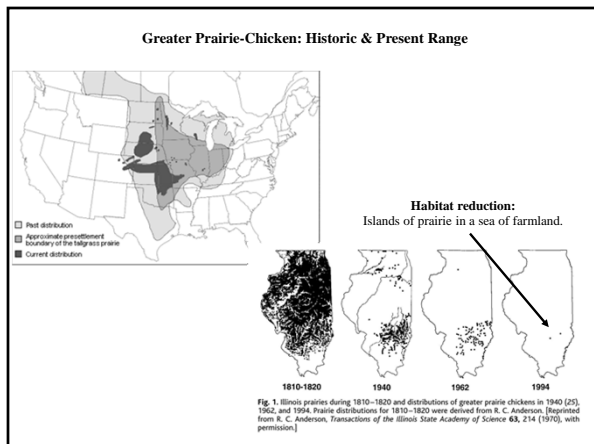 Greater Prairie-Chicken: Historic & Present Range
Past distribution
Approximate presettlement
boundary of the tallgrass prairie
Current distribution
Habitat reduction:
Islands of prairie in a sea of farmland.
1810-1820
1940
1962
1994
Fig. 1. Illinois prairies during 1810–1820 and distributions of greater prairie chickens in 1940 (25),
1962, and 1994. Prairie distributions for 1810–1820 were derived from R. C. Anderson. [Reprinted
from R. C. Anderson, Transactions of the Illinois State Academy of Science 63, 214 (1970), with
permission.]